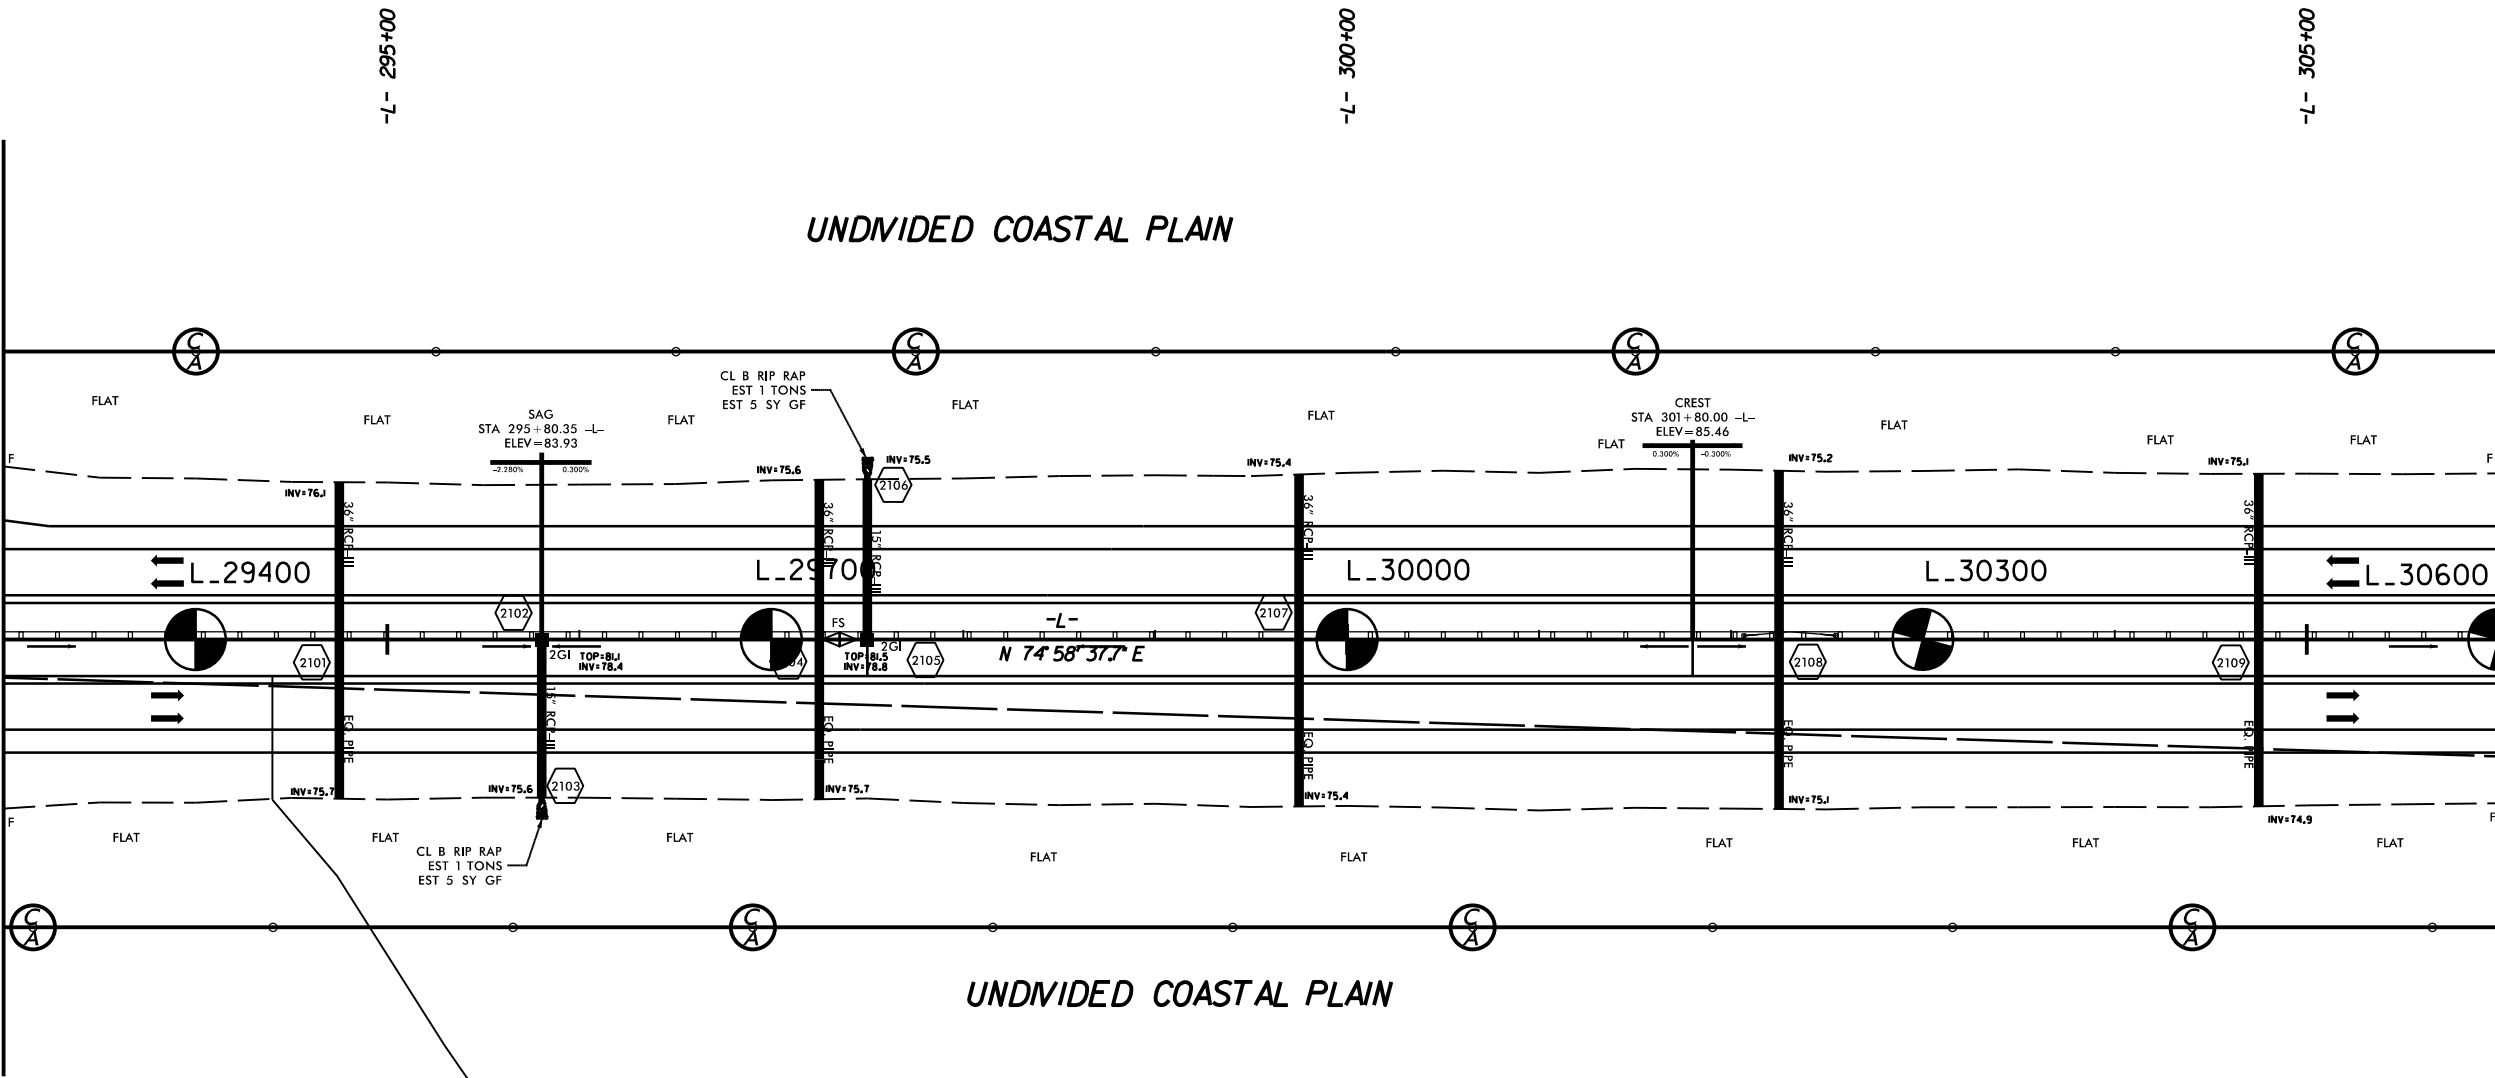 -L- 295+00
-L- 300+00
-L- 305+00
UNDIVIDED COASTAL PLAIN
C
A
C
A
C
A
C
A
CL B RIP RAP
EST 1 TONS
EST 5 SY GF
FLAT
FLAT
FLAT
FLAT
FLAT
FLAT
FLAT
FLAT
FLAT
SAG
STA 295+80.35 -L-
ELEV=83.93
-2.280% 0.300%
CREST
STA 301+80.00 -L-
ELEV=85.46
0.300% -0.300%
F
F
INV=76.1
INV=75.6
INV=75.5
INV=75.4
INV=75.2
INV=75.1
2106
36" RCP-III
36" RCP-III
15" RCP-III
36" RCP-III
36" RCP-III
36" RCP-III
L_29400
L_29700
L_30000
L_30300
L_30600
2102
2107
FS
-L-
N 74°58'37.7" E
2101
2GI
TOP=81.1
INV=78.4
2GI
TOP=81.5
INV=78.8
2105
2108
2109
15" RCP-III
EQ. PIPE
EQ. PIPE
EQ. PIPE
EQ. PIPE
EQ. PIPE
2103
INV=75.7
INV=75.6
INV=75.7
INV=75.4
INV=75.1
INV=74.9
F
F
FLAT
FLAT
FLAT
FLAT
FLAT
FLAT
FLAT
FLAT
CL B RIP RAP
EST 1 TONS
EST 5 SY GF
C
A
C
A
C
A
C
A
UNDIVIDED COASTAL PLAIN